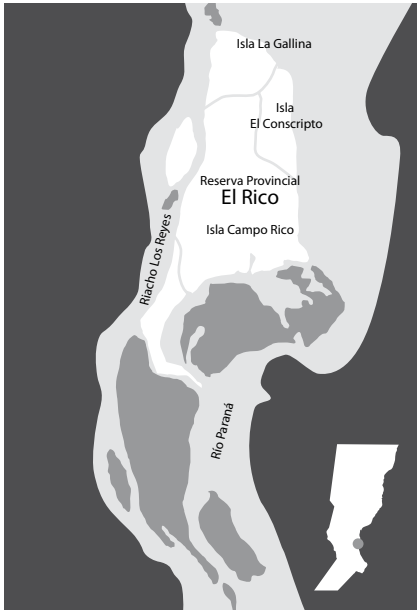 Isla La Gallina
Isla
El Conscripto
Reserva Provincial
El Rico
Isla Campo Rico
Riacho Los Reyes
Río Paraná